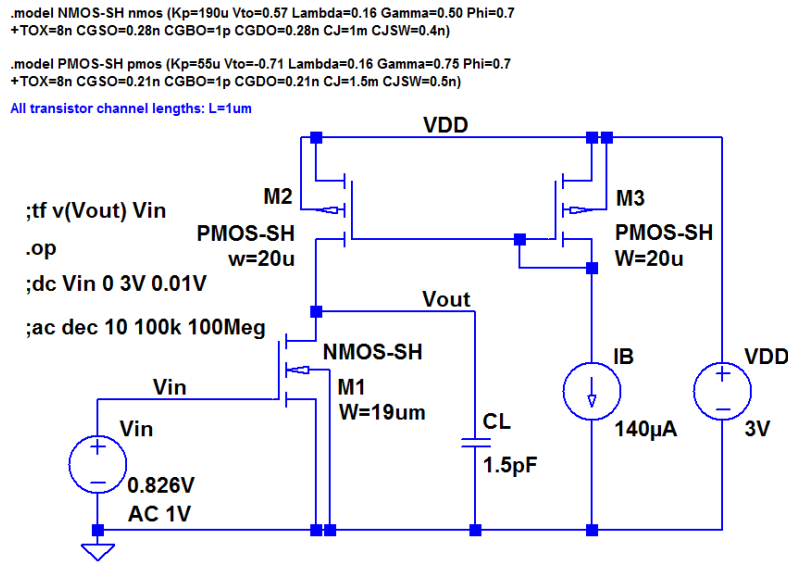 .model NMOS-SH nmos (Kp=190u Vto=0.57 Lambda=0.16 Gamma=0.50 Phi=0.7
+TOX=8n CGSO=0.28n CGBO=1p CGDO=0.28n CJ=1m CJSW=0.4n)
.model PMOS-SH pmos (Kp=55u Vto=-0.71 Lambda=0.16 Gamma=0.75 Phi=0.7
+TOX=8n CGSO=0.21n CGBO=1p CGDO=0.21n CJ=1.5m CJSW=0.5n)
All transistor channel lengths: L=1um
VDD
M2
M3
;tf v(Vout) Vin
PMOS-SH
PMOS-SH
.op
w=20u
W=20u
;dc Vin 0 3V 0.01V
Vout
;ac dec 10 100k 100Meg
NMOS-SH
IB
VDD
Vin
M1
W=19um
Vin
CL
140µA
3V
1.5pF
0.826V
AC 1V